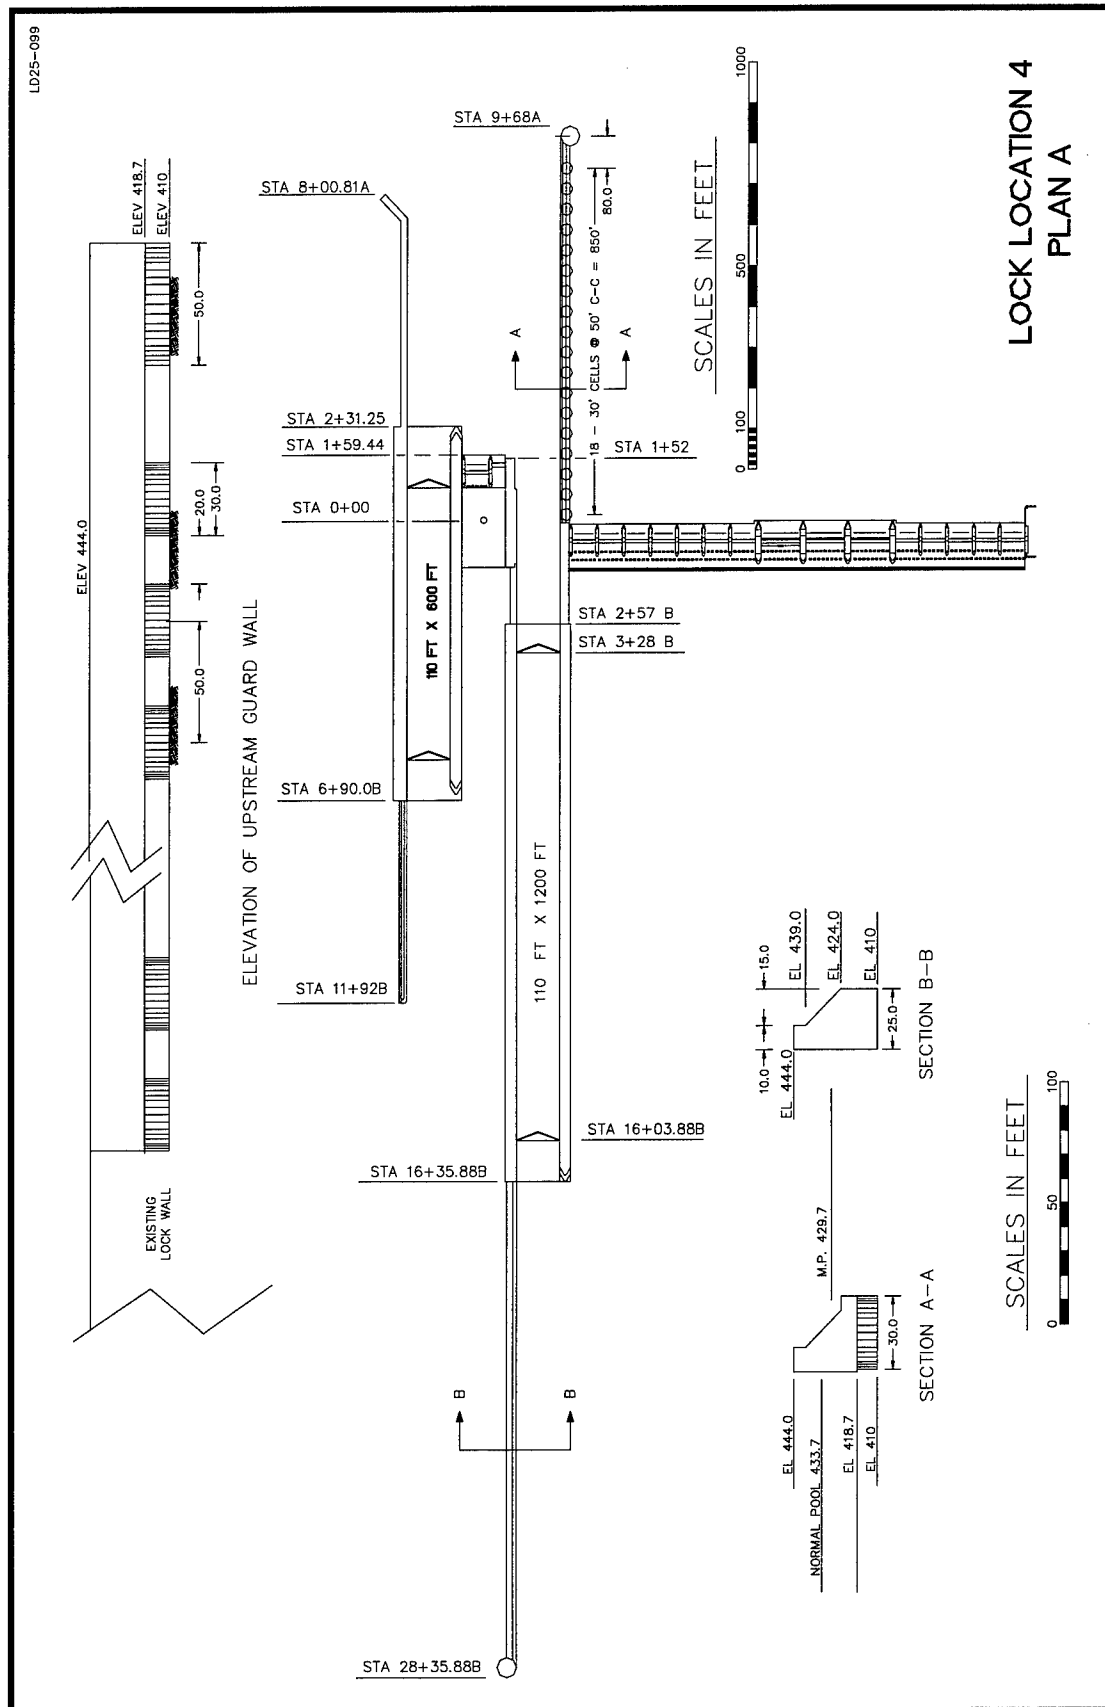 LD25-099
ELEV 444.0
ELEV 418.7
ELEV 410
50.0
20.0
30.0
50.0
EXISTING
LOCK WALL
ELEVATION OF UPSTREAM GUARD WALL
STA 11+92B
STA 6+90.0B
STA 0+00
STA 1+59.44
STA 2+31.25
STA 8+00.81A
STA 9+68A
110 FT X 600 FT
STA 28+35.88B
STA 16+35.88B
110 FT X 1200 FT
STA 16+03.88B
STA 3+28 B
STA 2+57 B
STA 1+52
18 - 30' CELLS @ 50' C-C = 850'
80.0
A
A
B
B
SCALES IN FEET
0
100
500
1000
EL 444.0
NORMAL POOL 433.7
EL 418.7
EL 410
M.P. 429.7
30.0
SECTION A-A
10.0
15.0
EL 444.0
EL 439.0
EL 424.0
EL 410
25.0
SECTION B-B
SCALES IN FEET
0
50
100
LOCK LOCATION 4
PLAN A